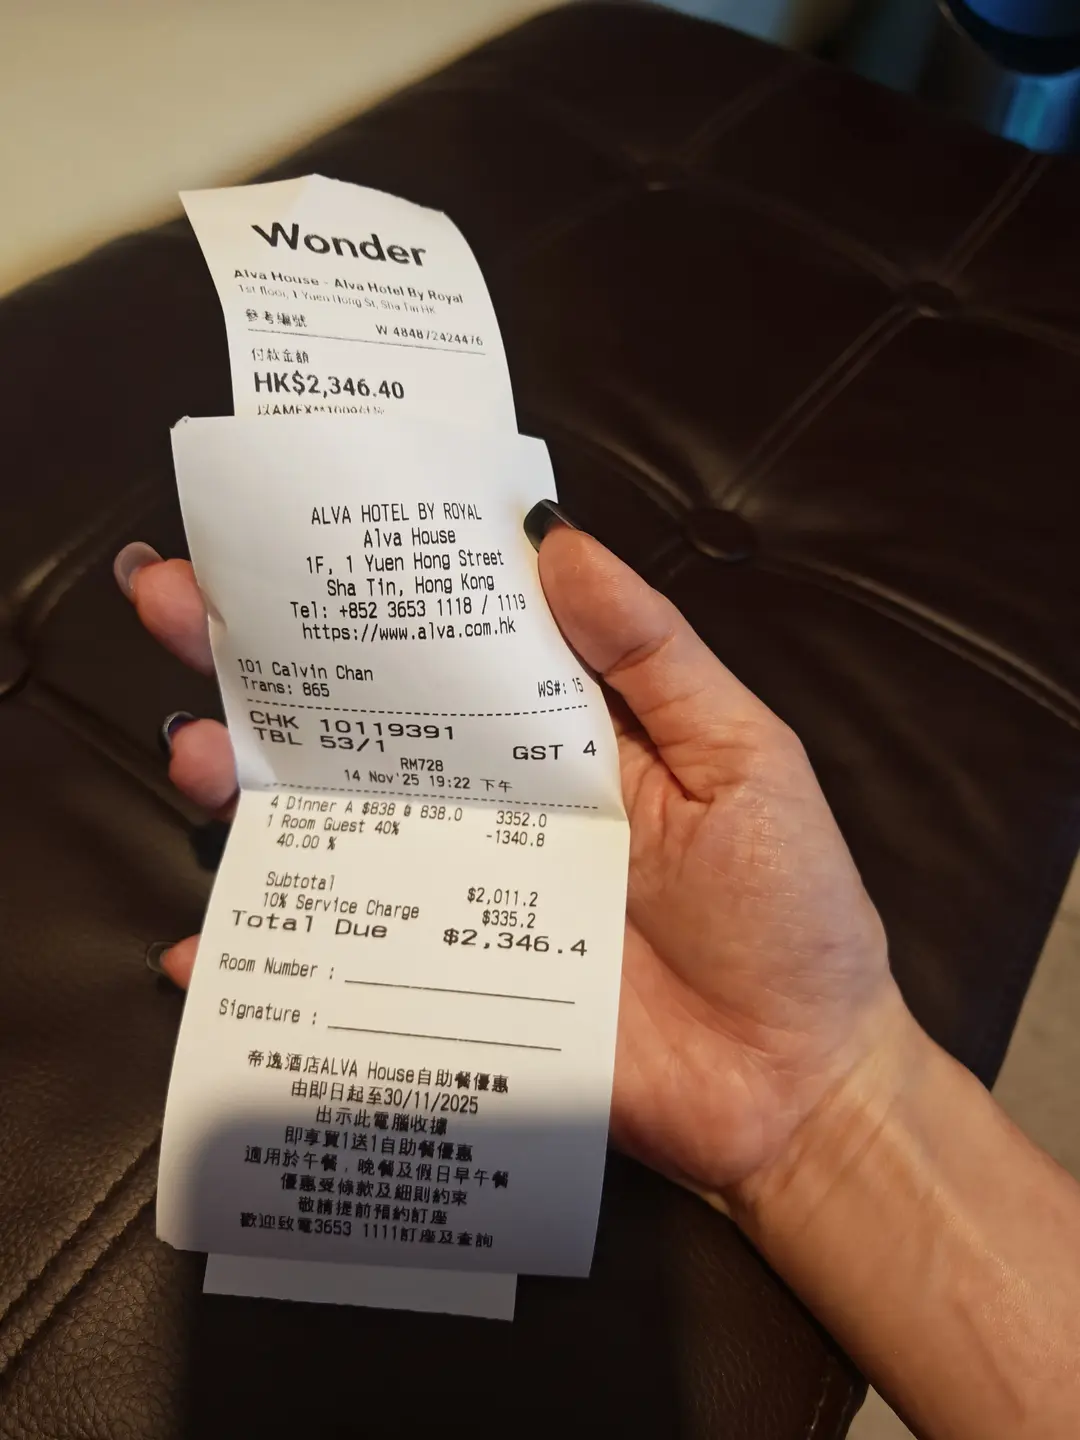 Wonder
Alva House - Alva Hotel By Royal
1st floor, 1 Yuen Hong St, Sha Tin HK
參考編號 W 484872424476
付款金額
HK$2,346.40
ALVA HOTEL BY ROYAL
Alva House
1F, 1 Yuen Hong Street
Sha Tin, Hong Kong
Tel: +852 3653 1118 / 1119
https://www.alva.com.hk
101 Calvin Chan
Trans: 865 WS#: 15
CHK 10119391
TBL 53/1 GST 4
RM728
14 Nov'25 19:22 下午
4 Dinner A $838 @ 838.0 3352.0
1 Room Guest 40% -1340.8
40.00 %
Subtotal $2,011.2
10% Service Charge $335.2
Total Due $2,346.4
Room Number :
Signature :
帝逸酒店ALVA House自助餐優惠
由即日起至30/11/2025
出示此電腦收據
即享買1送1自助餐優惠
適用於午餐，晚餐及假日早午餐
優惠受條款及細則約束
敬請提前預約訂座
歡迎致電3653 1111訂座及查詢